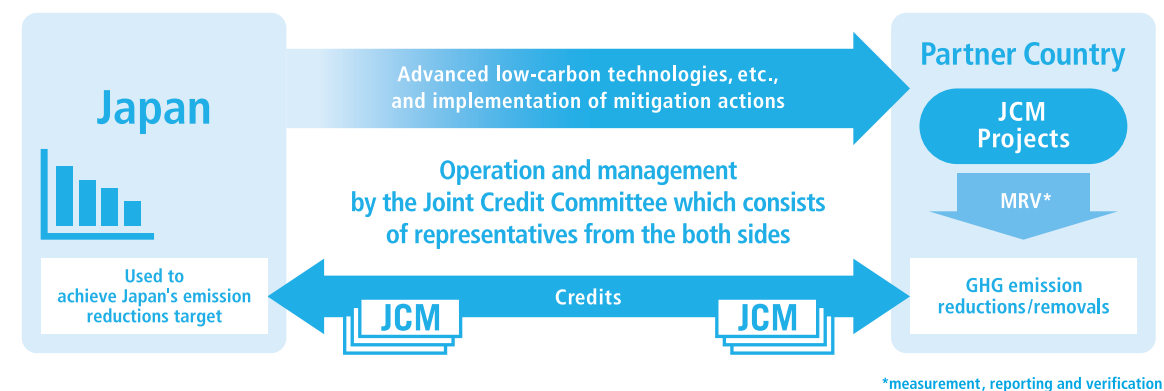 Japan
Used to
achieve Japan's emission
reductions target
Advanced low-carbon technologies, etc.,
and implementation of mitigation actions
Operation and management
by the Joint Credit Committee which consists
of representatives from the both sides
Credits
JCM
JCM
Partner Country
JCM
Projects
MRV*
GHG emission
reductions/removals
*measurement, reporting and verification